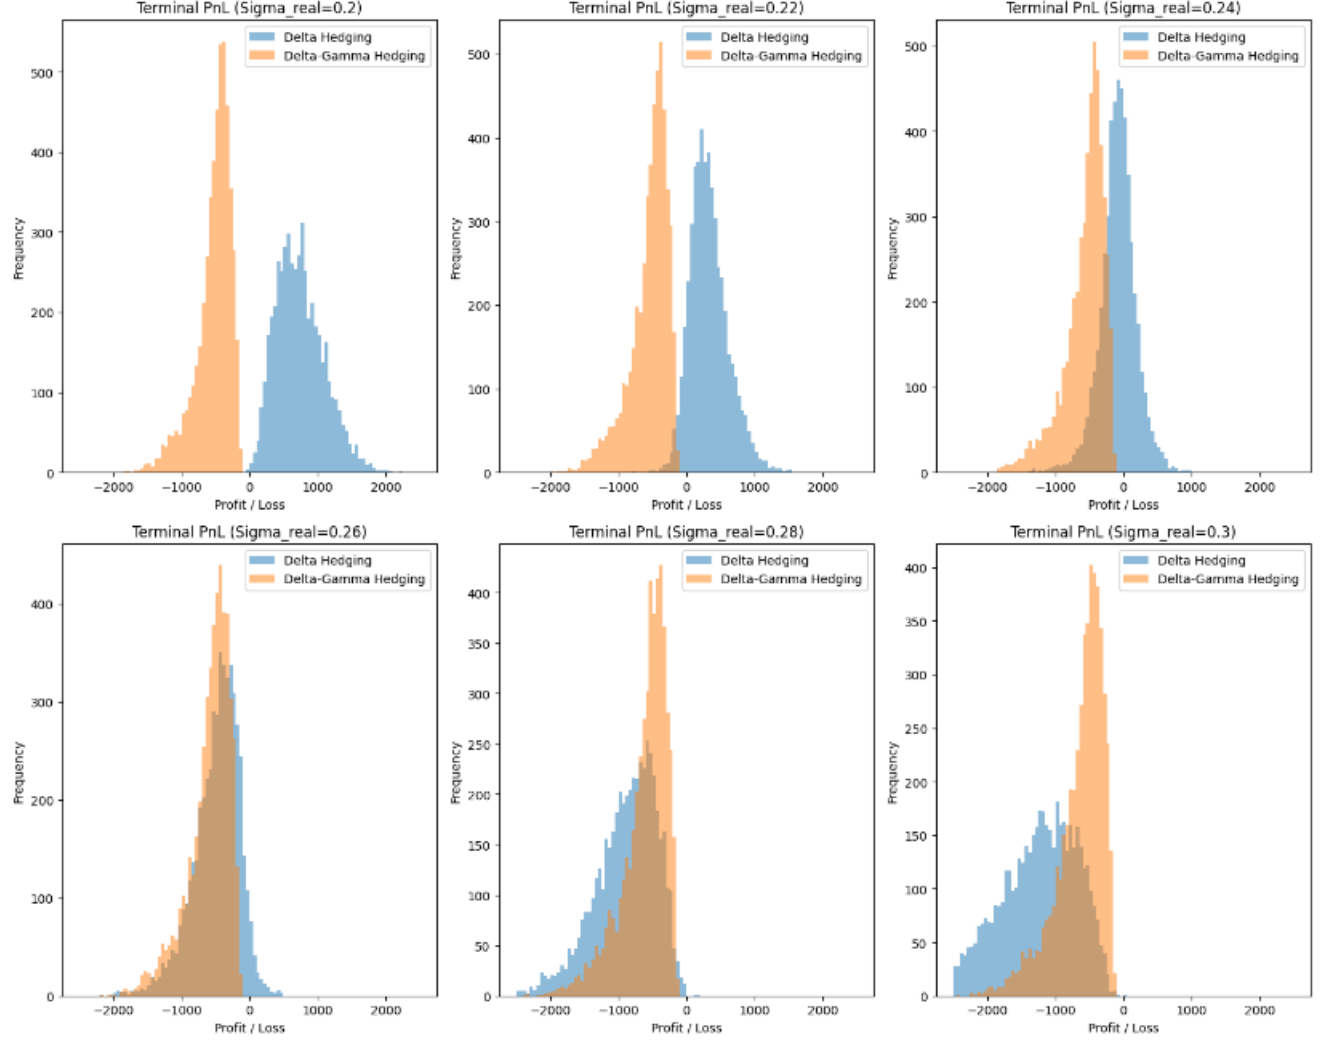 Terminal PnL (Sigma_real=0.2)
Delta Hedging
Delta-Gamma Hedging
Frequency
500
400
300
200
100
0
−2000 −1000 0 1000 2000
Profit / Loss
Terminal PnL (Sigma_real=0.22)
Delta Hedging
Delta-Gamma Hedging
Frequency
500
400
300
200
100
0
−2000 −1000 0 1000 2000
Profit / Loss
Terminal PnL (Sigma_real=0.24)
Delta Hedging
Delta-Gamma Hedging
Frequency
500
400
300
200
100
0
−2000 −1000 0 1000 2000
Profit / Loss
Terminal PnL (Sigma_real=0.26)
Delta Hedging
Delta-Gamma Hedging
Frequency
400
300
200
100
0
−2000 −1000 0 1000 2000
Profit / Loss
Terminal PnL (Sigma_real=0.28)
Delta Hedging
Delta-Gamma Hedging
Frequency
400
350
300
250
200
150
100
50
0
−2000 −1000 0 1000 2000
Profit / Loss
Terminal PnL (Sigma_real=0.3)
Delta Hedging
Delta-Gamma Hedging
Frequency
400
350
300
250
200
150
100
50
0
−2000 −1000 0 1000 2000
Profit / Loss